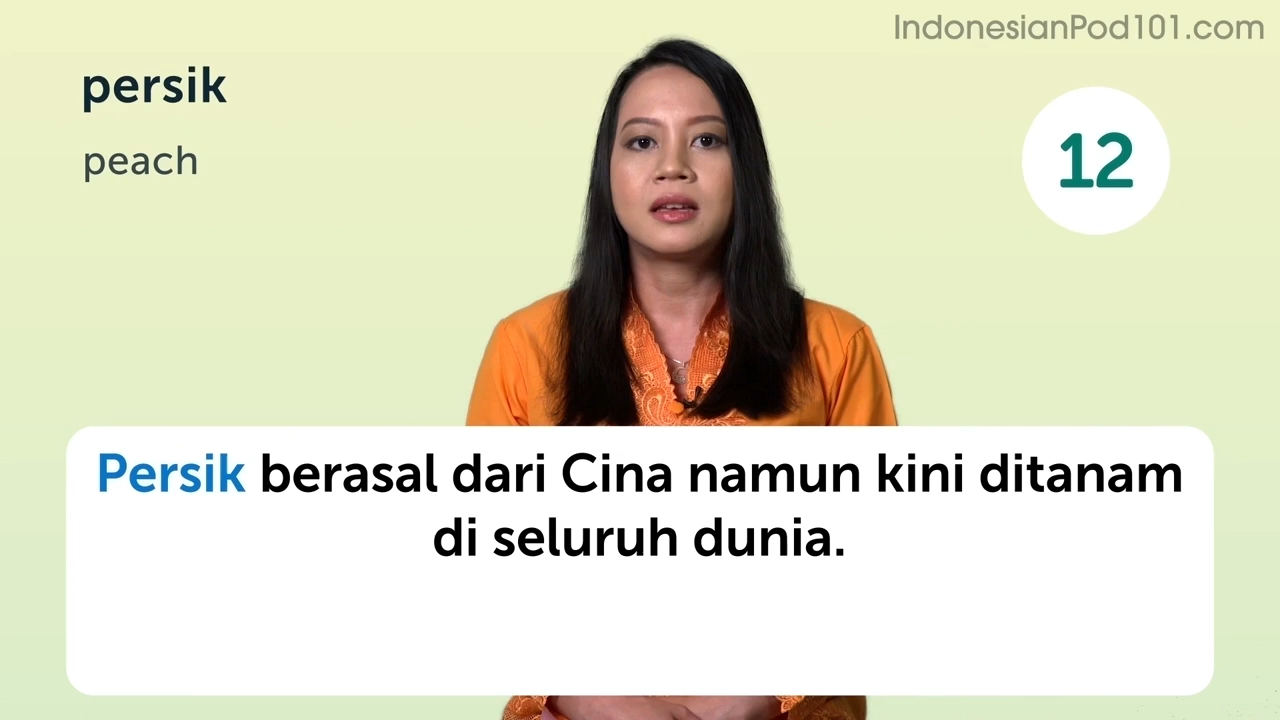 IndonesianPod101.com
persik
peach
12
Persik berasal dari Cina namun kini ditanam
di seluruh dunia.